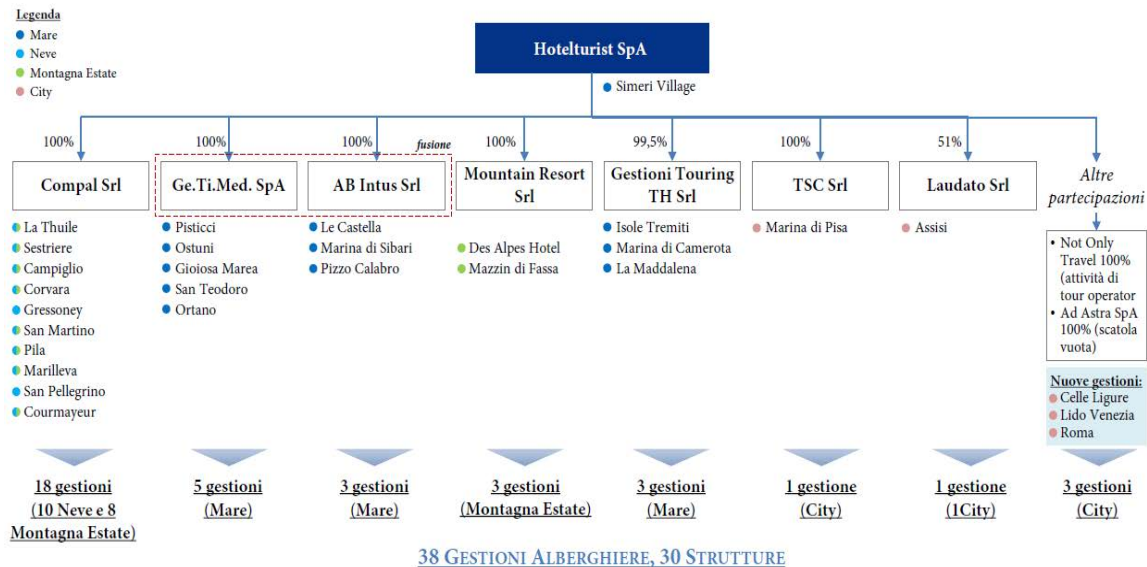 Legenda
Mare
Neve
Montagna Estate
City
Hotelturist SpA
Simeri Village
100%
100%
100%
fusione
100%
99,5%
100%
51%
Compal Srl
Ge.Ti.Med. SpA
AB Intus Srl
Mountain Resort
Srl
Gestioni Touring
TH Srl
TSC Srl
Laudato Srl
Altre
partecipazioni
La Thuile
Sestriere
Campiglio
Corvara
Gressoney
San Martino
Pila
Marilleva
San Pellegrino
Courmayeur
Pisticci
Ostuni
Gioiosa Marea
San Teodoro
Ortano
Le Castella
Marina di Sibari
Pizzo Calabro
Des Alpes Hotel
Mazzin di Fassa
Isole Tremiti
Marina di Camerota
La Maddalena
Marina di Pisa
Assisi
• Not Only
Travel 100%
(attività di
tour operator
• Ad Astra SpA
100% (scatola
vuota)
Nuove gestioni:
Celle Ligure
Lido Venezia
Roma
18 gestioni
(10 Neve e 8
Montagna Estate)
5 gestioni
(Mare)
3 gestioni
(Mare)
3 gestioni
(Montagna Estate)
3 gestioni
(Mare)
1 gestione
(City)
1 gestione
(1City)
3 gestioni
(City)
38 GESTIONI ALBERGHIERE, 30 STRUTTURE